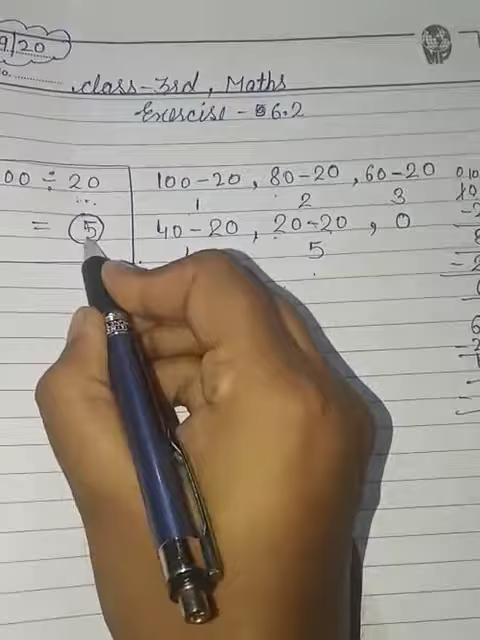 9/20
Class-3rd, Maths
Exercise - 6.2
00 ÷ 20
= 5
100-20, 80-20, 60-20
1 2 3
40-20, 20-20, 0
5